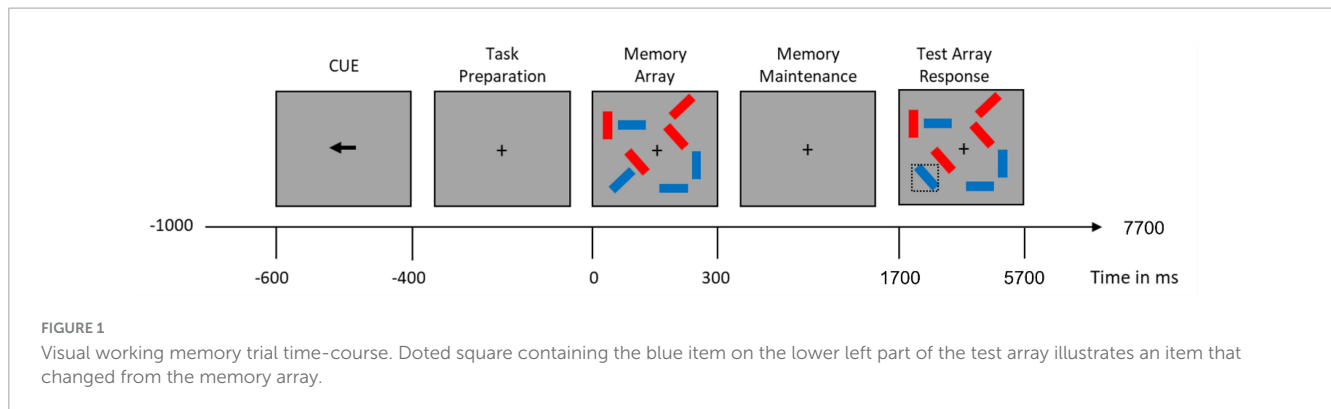 CUE
Task
Preparation
Memory
Array
Memory
Maintenance
Test Array
Response
+
+
+
+
-1000
7700
-600
-400
0
300
1700
5700
Time in ms
FIGURE 1
Visual working memory trial time-course. Doted square containing the blue item on the lower left part of the test array illustrates an item that
changed from the memory array.